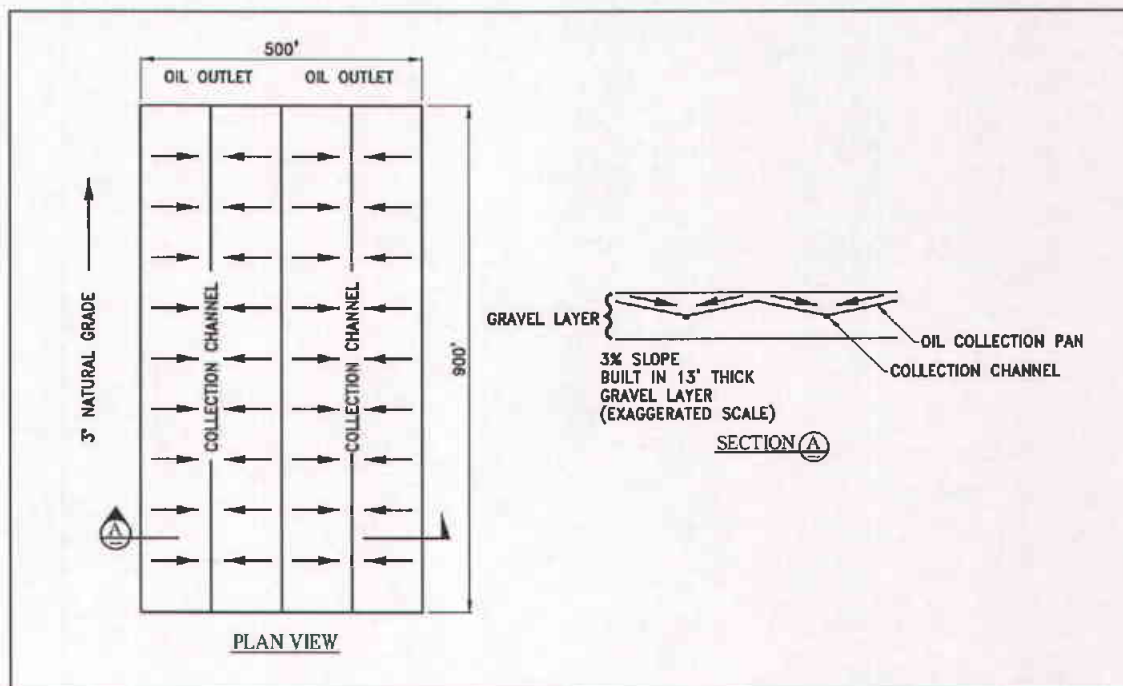 500'
OIL OUTLET
OIL OUTLET
3° NATURAL GRADE
COLLECTION CHANNEL
COLLECTION CHANNEL
900'
A
PLAN VIEW
GRAVEL LAYER
OIL COLLECTION PAN
COLLECTION CHANNEL
3% SLOPE
BUILT IN 13' THICK
GRAVEL LAYER
(EXAGGERATED SCALE)
SECTION A